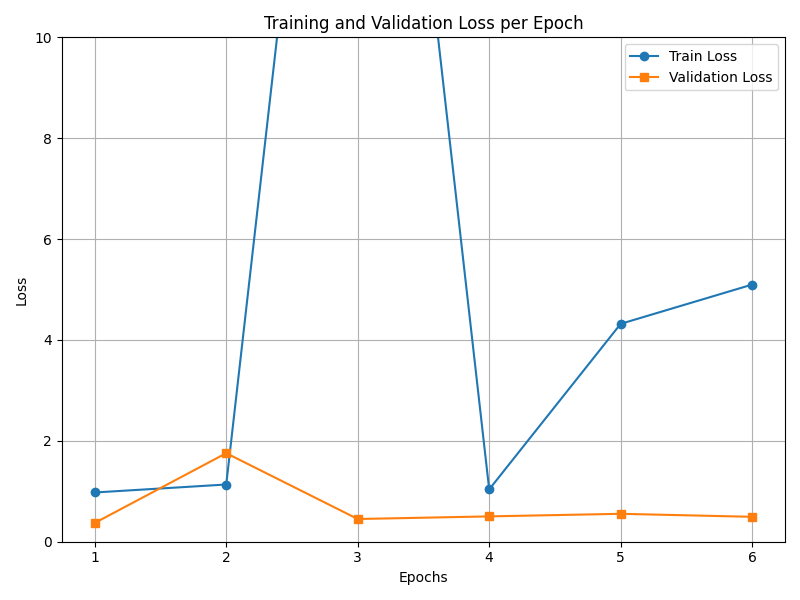 Training and Validation Loss per Epoch
10
8
6
4
2
0
Loss
Train Loss
Validation Loss
1 2 3 4 5 6
Epochs